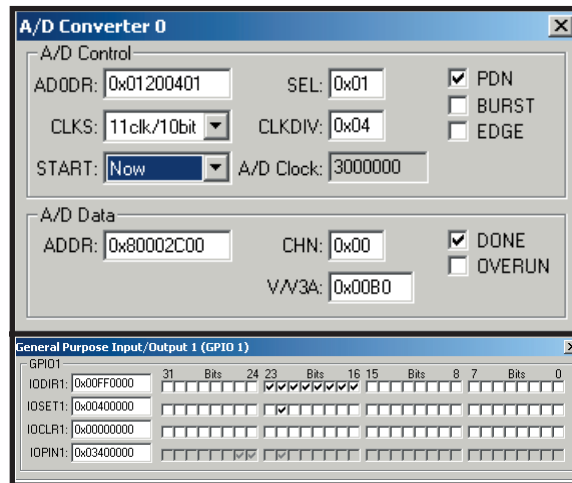 A/D Converter 0
A/D Control
AD0DR: 0x01200401 SEL: 0x01 PDN
BURST
CLKS: 11clk/10bit CLKDIV: 0x04 EDGE
START: Now A/D Clock: 3000000
A/D Data
ADDR: 0x80002C00 CHN: 0x00 DONE
OVERUN
V/V3A: 0x00B0
General Purpose Input/Output 1 (GPIO 1)
GPIO1
31 Bits 24 23 Bits 16 15 Bits 8 7 Bits 0
IODIR1: 0x00FF0000
IOSET1: 0x00400000
IOCLR1: 0x00000000
IOPIN1: 0x03400000